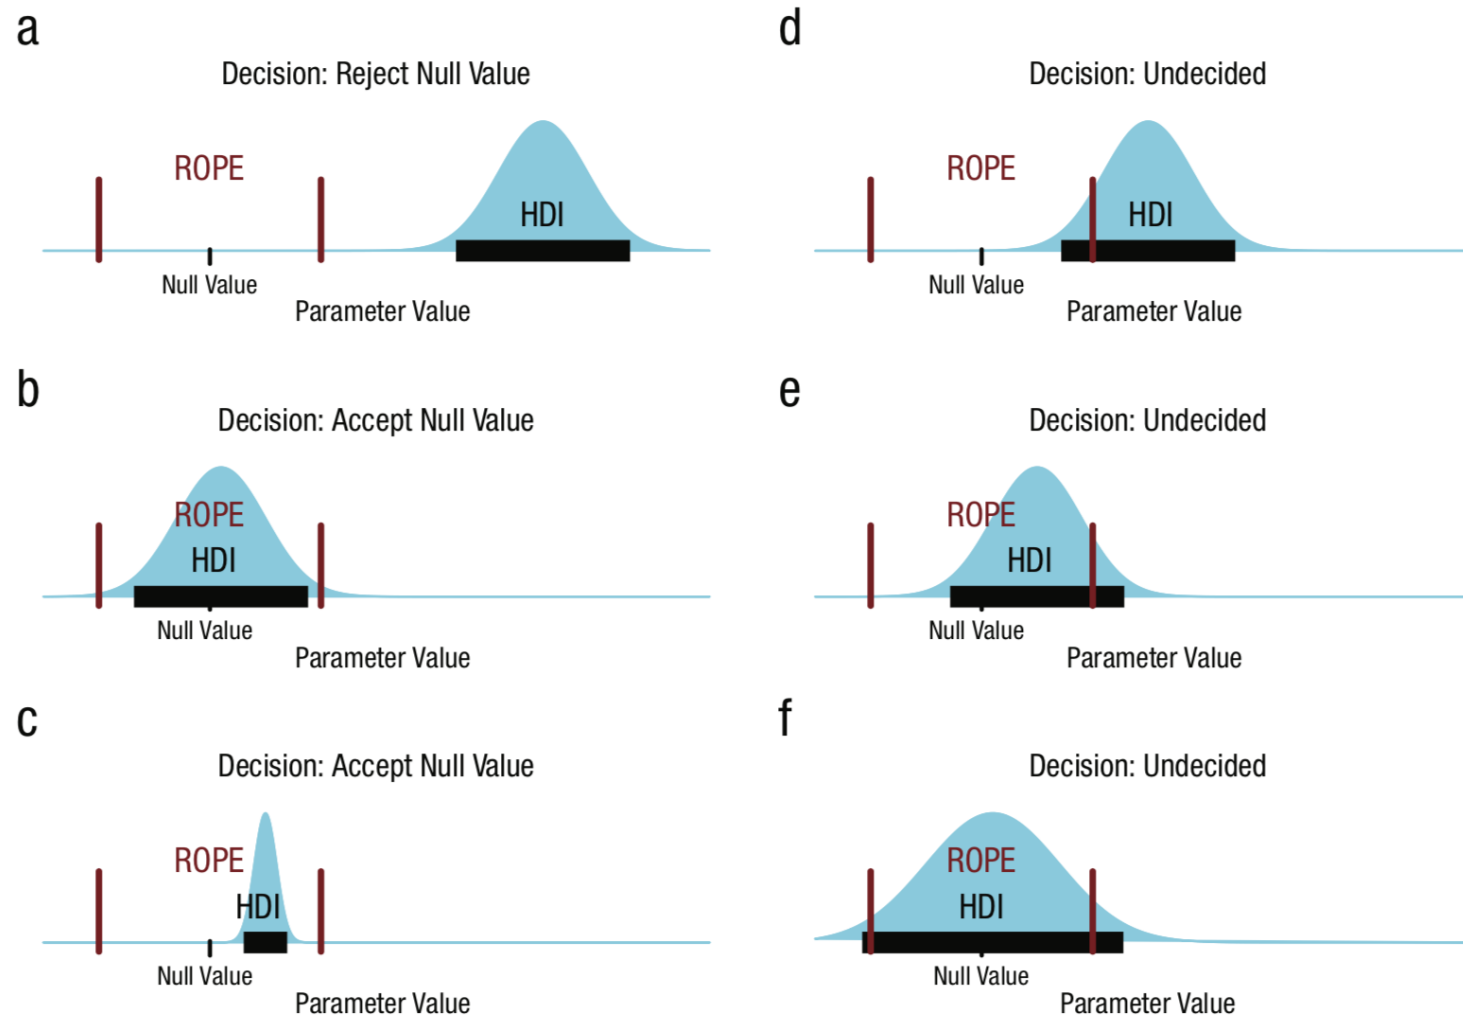 a
Decision: Reject Null Value
ROPE
HDI
Null Value
Parameter Value
b
Decision: Accept Null Value
ROPE
HDI
Null Value
Parameter Value
c
Decision: Accept Null Value
ROPE
HDI
Null Value
Parameter Value
d
Decision: Undecided
ROPE
HDI
Null Value
Parameter Value
e
Decision: Undecided
ROPE
HDI
Null Value
Parameter Value
f
Decision: Undecided
ROPE
HDI
Null Value
Parameter Value